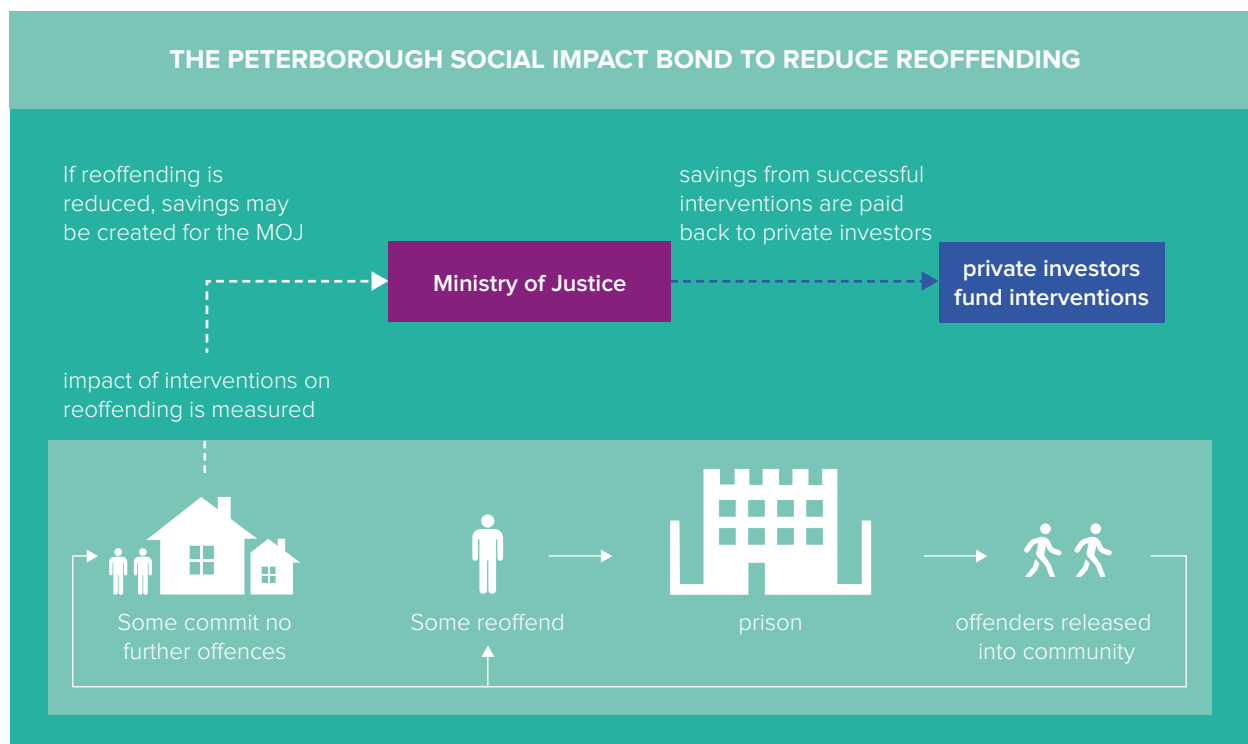 THE PETERBOROUGH SOCIAL IMPACT BOND TO REDUCE REOFFENDING
If reoffending is
reduced, savings may
be created for the MOJ
savings from successful
interventions are paid
back to private investors
Ministry of Justice
private investors
fund interventions
impact of interventions on
reoffending is measured
Some commit no
further offences
Some reoffend
prison
offenders released
into community